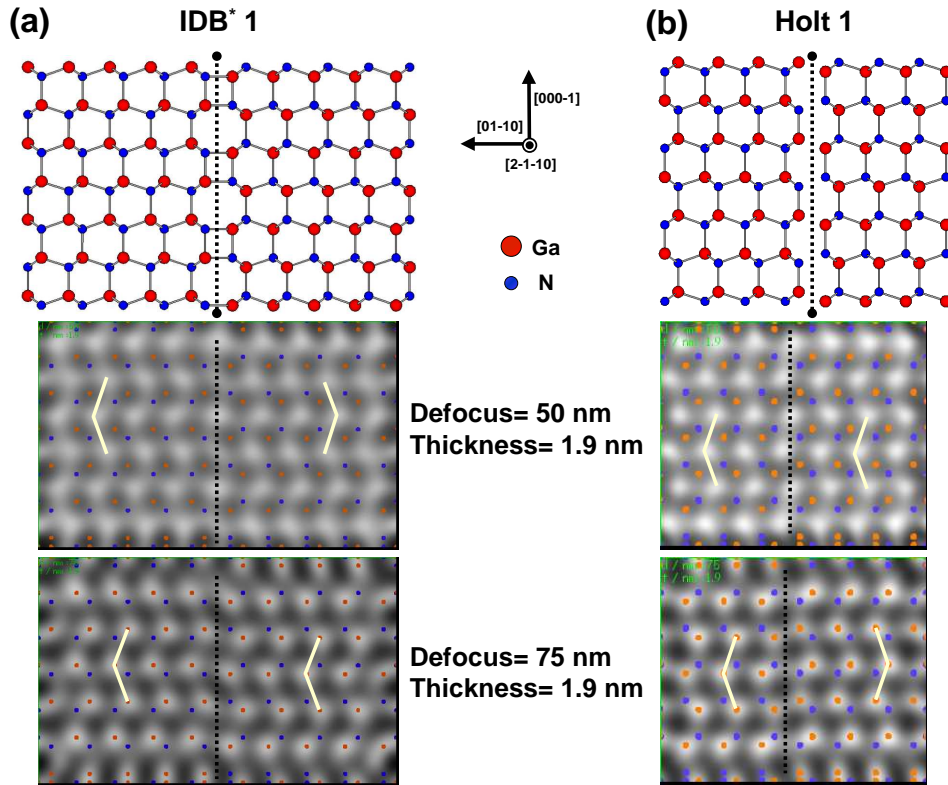 (a)
IDB* 1
(b)
Holt 1
[000-1]
[01-10]
[2-1-10]
Ga
N
Defocus= 50 nm
Thickness= 1.9 nm
Defocus= 75 nm
Thickness= 1.9 nm